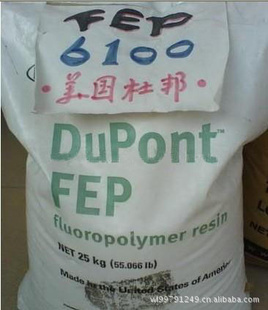 FEP
6100
·美国杜邦·
DuPont™
FEP
fluoropolymer resin
NET 25 kg (55.066 lb)
Made in the United States of America
wl99791249.cn.alibaba.com